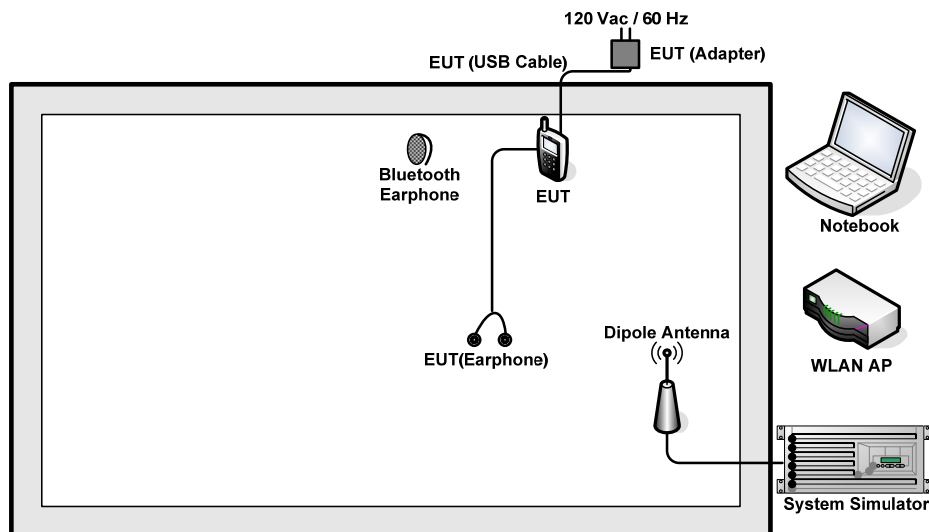 120 Vac / 60 Hz
EUT (Adapter)
EUT (USB Cable)
Bluetooth
Earphone
EUT
Notebook
EUT(Earphone)
Dipole Antenna
WLAN AP
System Simulator